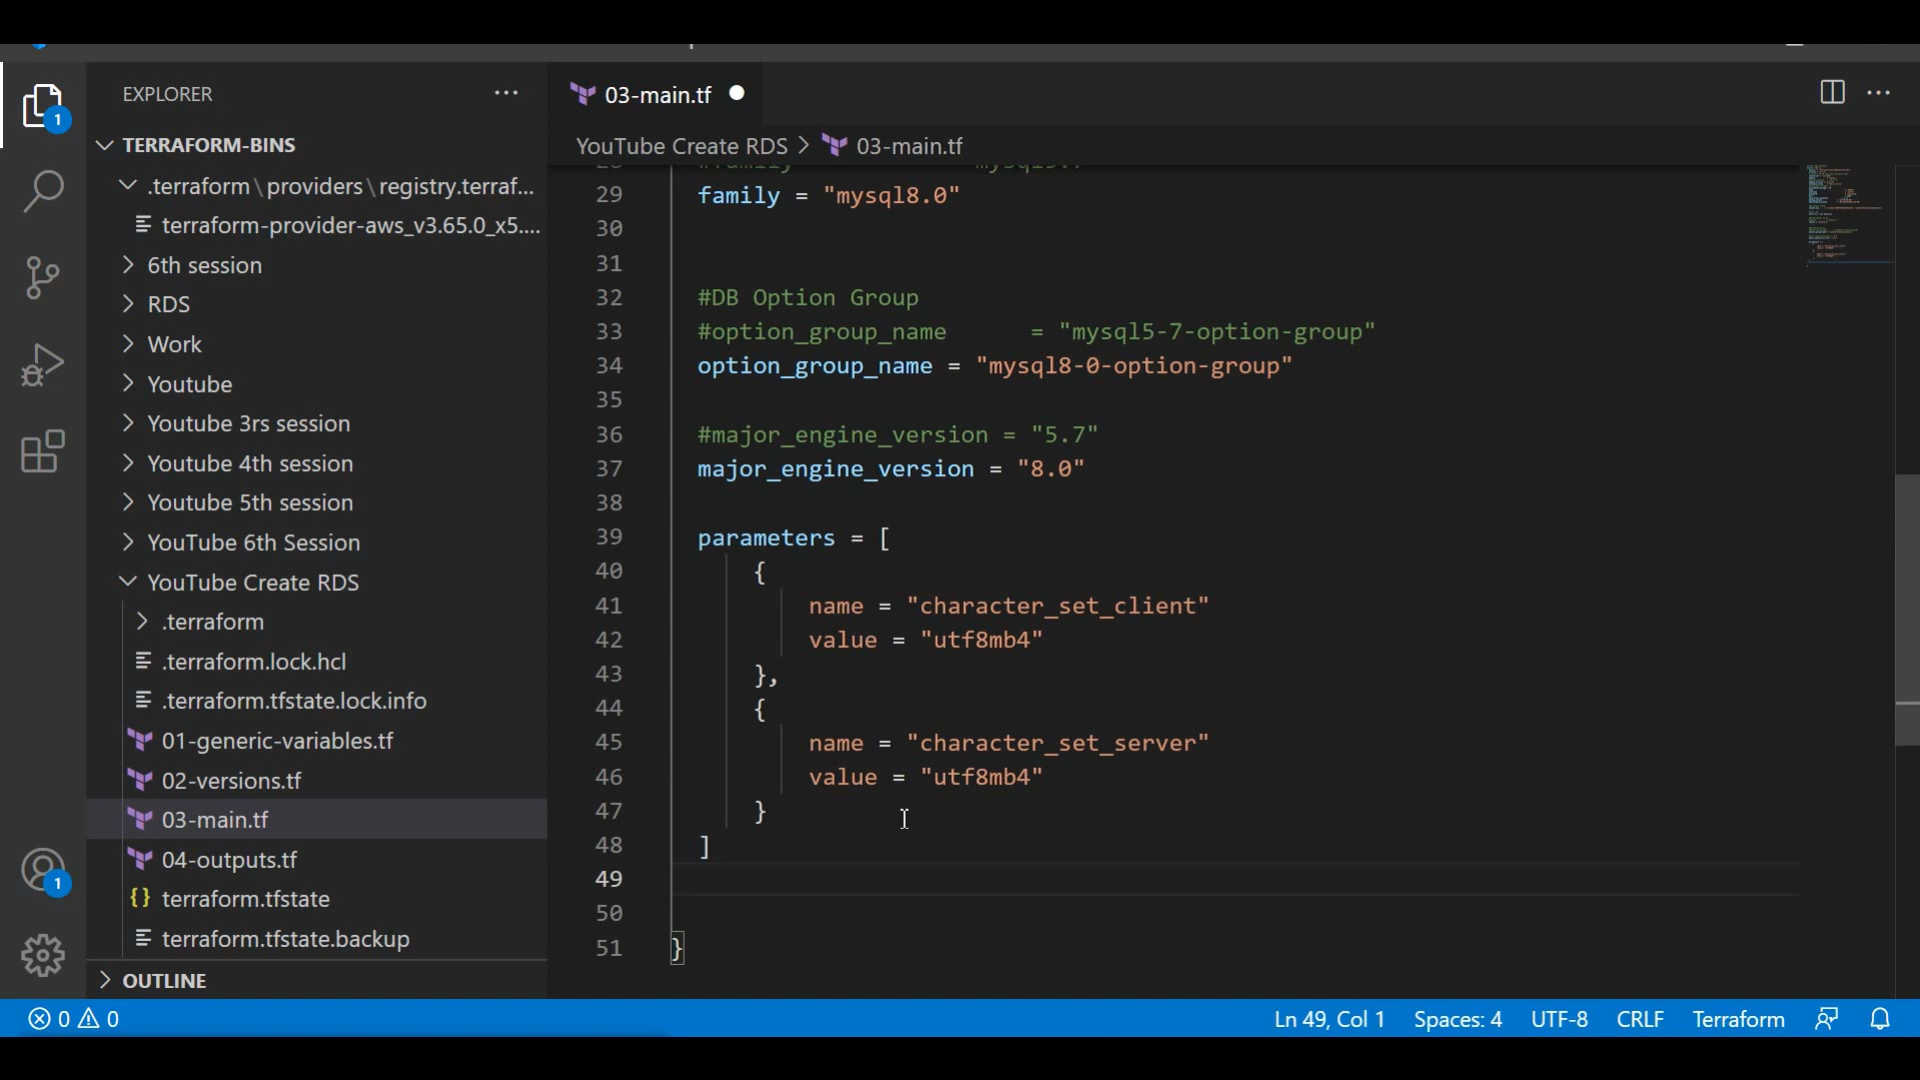 EXPLORER
TERRAFORM-BINS
.terraform\providers\registry.terraf...
terraform-provider-aws_v3.65.0_x5....
6th session
RDS
Work
Youtube
Youtube 3rs session
Youtube 4th session
Youtube 5th session
YouTube 6th Session
YouTube Create RDS
.terraform
.terraform.lock.hcl
.terraform.tfstate.lock.info
01-generic-variables.tf
02-versions.tf
03-main.tf
04-outputs.tf
terraform.tfstate
terraform.tfstate.backup
OUTLINE
1
1
03-main.tf
YouTube Create RDS > 03-main.tf
29 family = "mysql8.0"
30
31
32 #DB Option Group
33 #option_group_name = "mysql5-7-option-group"
34 option_group_name = "mysql8-0-option-group"
35
36 #major_engine_version = "5.7"
37 major_engine_version = "8.0"
38
39 parameters = [
40 {
41 name = "character_set_client"
42 value = "utf8mb4"
43 },
44 {
45 name = "character_set_server"
46 value = "utf8mb4"
47 }
48 ]
49
50
51 }
0 0 Ln 49, Col 1 Spaces: 4 UTF-8 CRLF Terraform